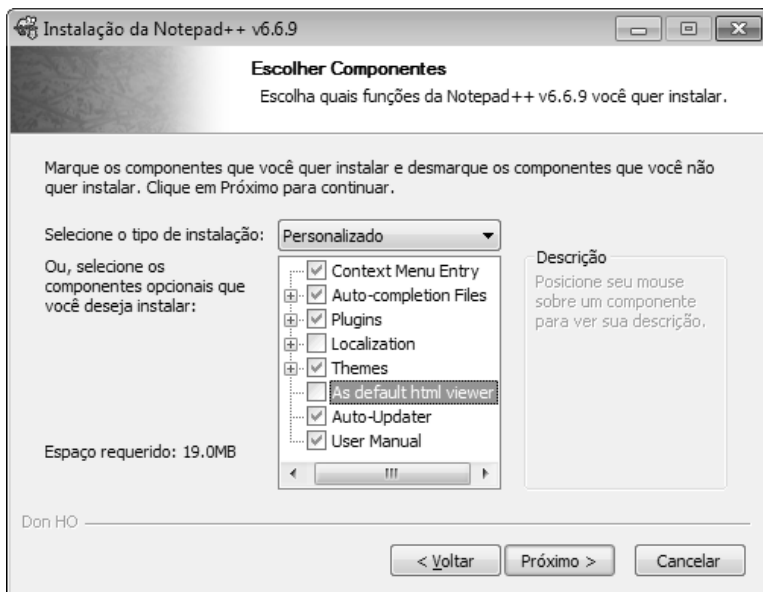 Instalação da Notepad++ v6.6.9
Escolher Componentes
Escolha quais funções da Notepad++ v6.6.9 você quer instalar.
Marque os componentes que você quer instalar e desmarque os componentes que você não
quer instalar. Clique em Próximo para continuar.
Selecione o tipo de instalação:
Personalizado
Ou, selecione os
componentes opcionais que
você deseja instalar:
Context Menu Entry
Auto-completion Files
Plugins
Localization
Themes
As default html viewer
Auto-Updater
User Manual
Descrição
Posicione seu mouse
sobre um componente
para ver sua descrição.
Espaço requerido: 19.0MB
Don HO
< Voltar
Próximo >
Cancelar